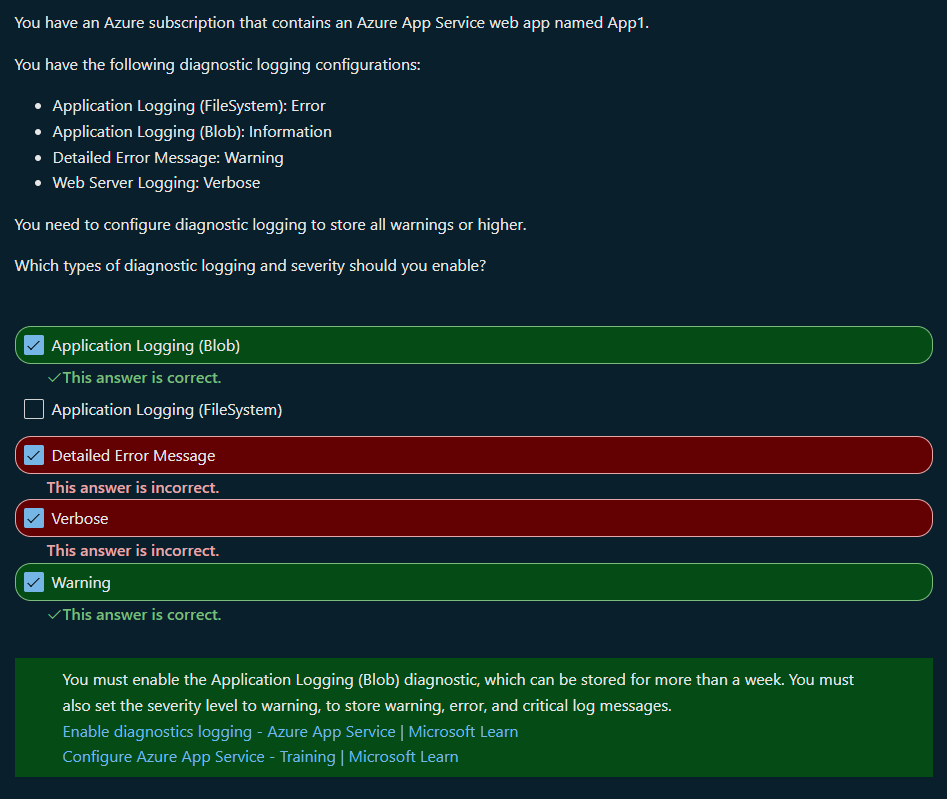 You have an Azure subscription that contains an Azure App Service web app named App1.
You have the following diagnostic logging configurations:
• Application Logging (FileSystem): Error
• Application Logging (Blob): Information
• Detailed Error Message: Warning
• Web Server Logging: Verbose
You need to configure diagnostic logging to store all warnings or higher.
Which types of diagnostic logging and severity should you enable?
Application Logging (Blob)
This answer is correct.
Application Logging (FileSystem)
Detailed Error Message
This answer is incorrect.
Verbose
This answer is incorrect.
Warning
This answer is correct.
You must enable the Application Logging (Blob) diagnostic, which can be stored for more than a week. You must
also set the severity level to warning, to store warning, error, and critical log messages.
Enable diagnostics logging - Azure App Service | Microsoft Learn
Configure Azure App Service - Training | Microsoft Learn